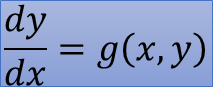 dy/dx = g(x, y)